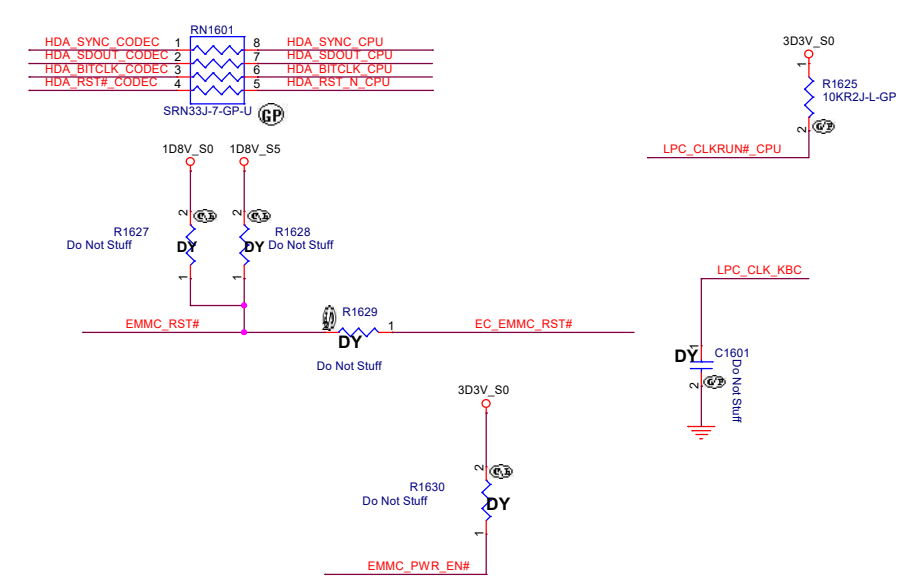 RN1601
HDA_SYNC_CODEC 1 8 HDA_SYNC_CPU
HDA_SDOUT_CODEC 2 7 HDA_SDOUT_CPU
HDA_BITCLK_CODEC 3 6 HDA_BITCLK_CPU
HDA_RST#_CODEC 4 5 HDA_RST_N_CPU
SRN33J-7-GP-U
GP
3D3V_S0
1
R1625
10KR2J-L-GP
2
LPC_CLKRUN#_CPU
1D8V_S0 1D8V_S5
2 2
R1627 R1628
Do Not Stuff DY DY Do Not Stuff
1 1
EMMC_RST# 2 R1629 1 EC_EMMC_RST#
DY
Do Not Stuff
LPC_CLK_KBC
1
DY C1601
2
Do Not Stuff
3D3V_S0
2
R1630
Do Not Stuff DY
1
EMMC_PWR_EN#